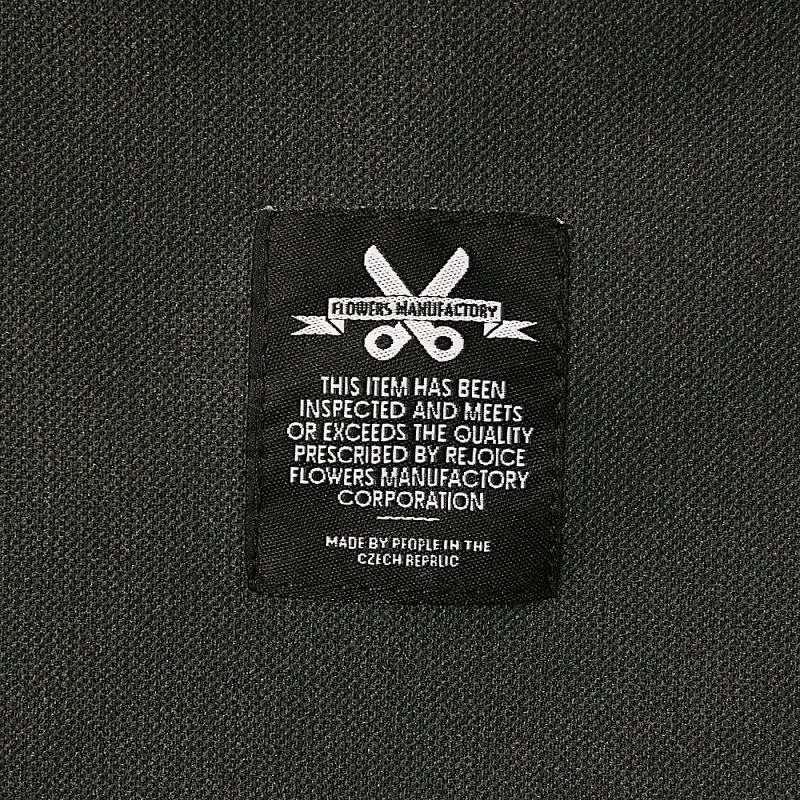 FLOWERS MANUFACTORY
THIS ITEM HAS BEEN
INSPECTED AND MEETS
OR EXCEEDS THE QUALITY
PRESCRIBED BY REJOICE
FLOWERS MANUFACTORY
CORPORATION
MADE BY PEOPLE IN THE
CZECH REPRLIC